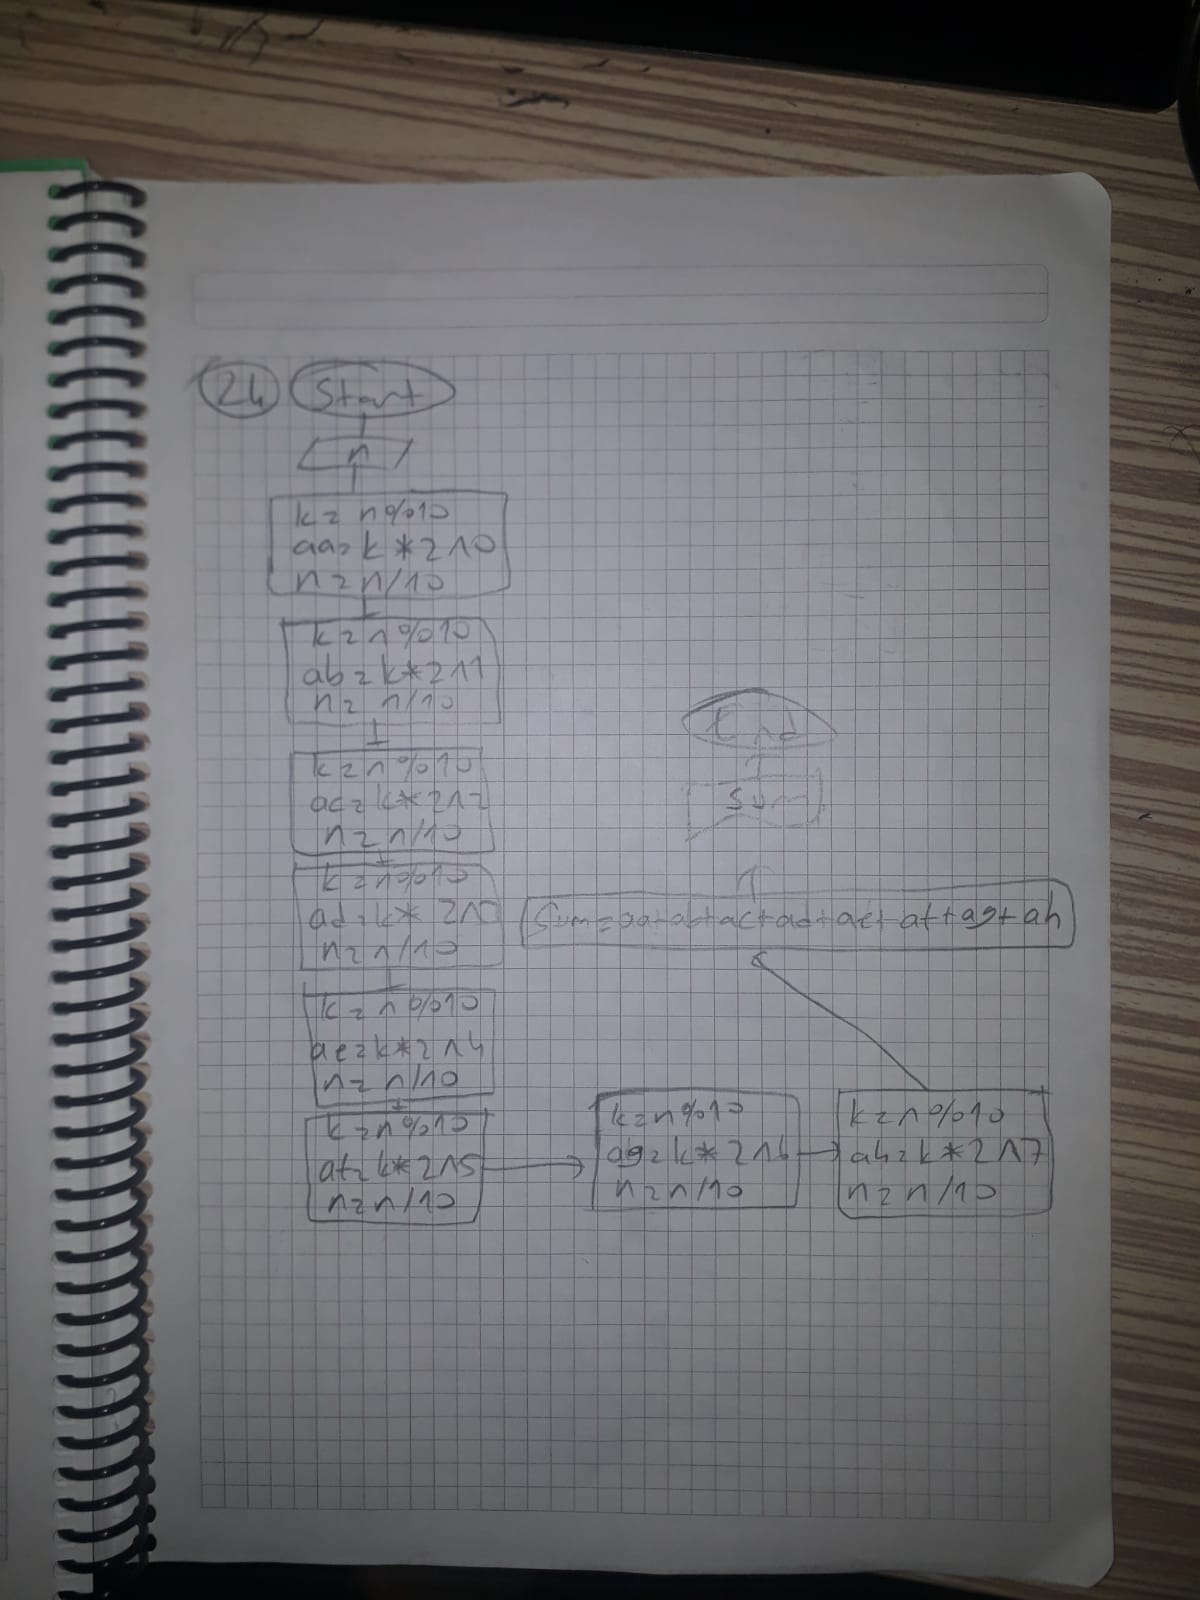 24 Start
n
k = n%10
aa = k * 2^0
n = n/10
k = n%10
ab = k * 2^1
n = n/10
k = n%10
ac = k * 2^2
n = n/10
k = n%10
ad = k *
n = n/10
k = n%10
ae = k * 2^4
n = n/10
k = n%10
af = k * 2^5
n = n/10
k = n%10
ag = k * 2^6
n = n/10
k = n%10
ah = k * 2^7
n = n/10
Sum = aa + ab + ac + ad + ae + af + ag + ah
Sum
End